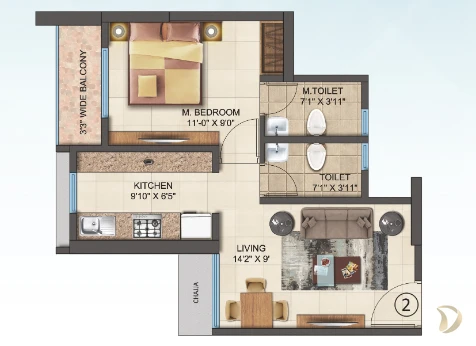 3'3" WIDE BALCONY
M. BEDROOM
11'-0" X 9'0"
M.TOILET
7'1" X 3'11"
TOILET
7'1" X 3'11"
KITCHEN
9'10" X 6'5"
LIVING
14'2" X 9'
CHAJJA
2